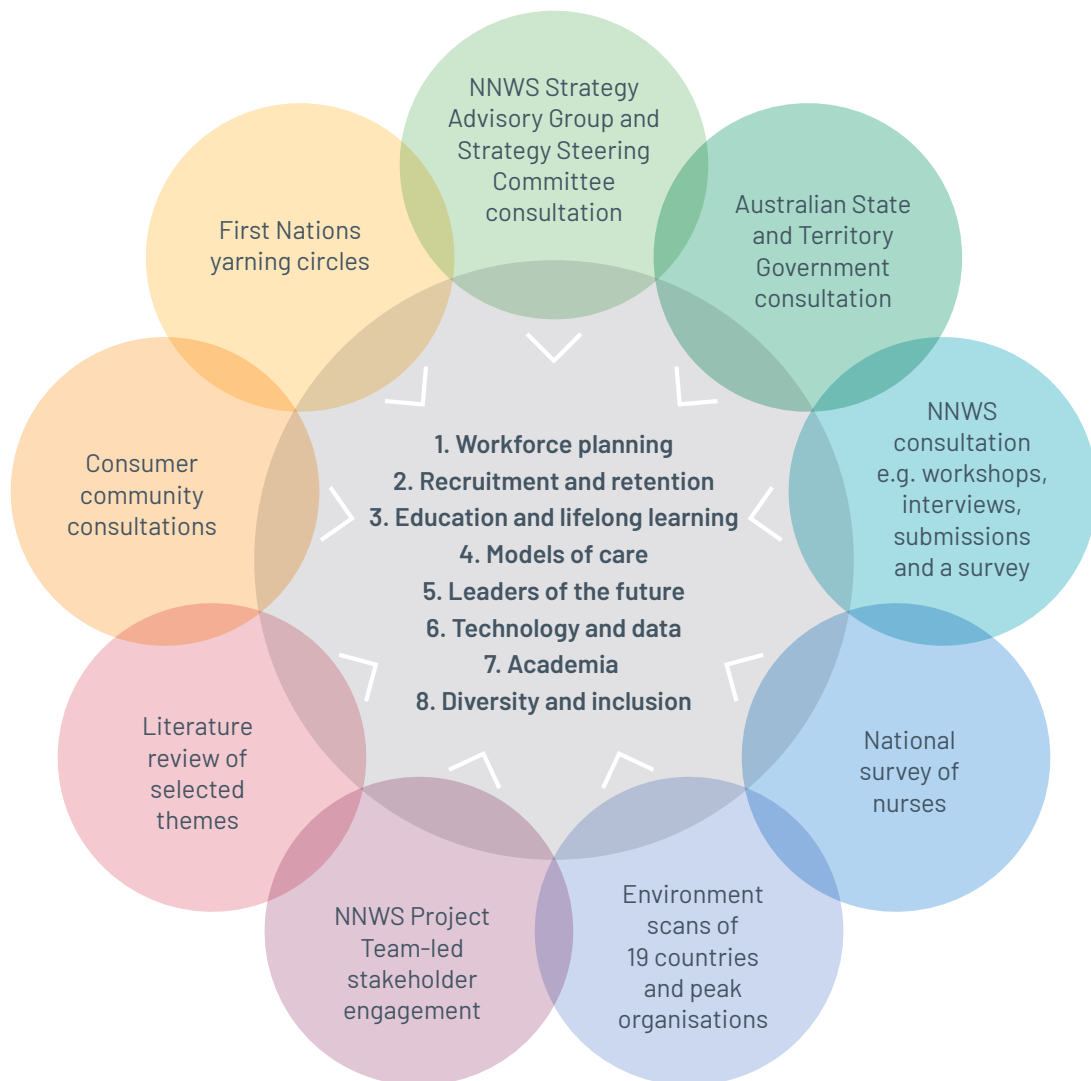 NNWS Strategy
Advisory Group and
Strategy Steering
Committee
consultation
Australian State
and Territory
Government
consultation
NNWS
consultation
e.g. workshops,
interviews,
submissions
and a survey
National
survey of
nurses
Environment
scans of
19 countries
and peak
organisations
NNWS Project
Team-led
stakeholder
engagement
Literature
review of
selected
themes
Consumer
community
consultations
First Nations
yarning circles
1. Workforce planning
2. Recruitment and retention
3. Education and lifelong learning
4. Models of care
5. Leaders of the future
6. Technology and data
7. Academia
8. Diversity and inclusion